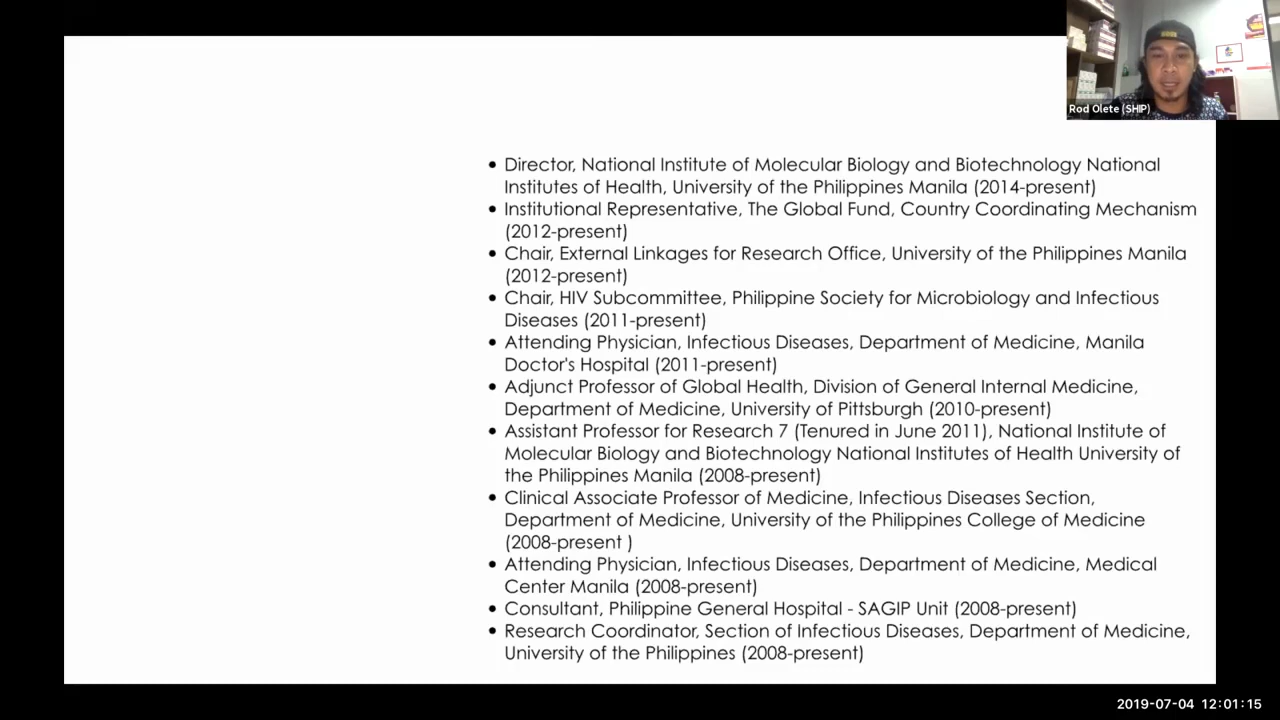 Rod Olete (SHIP)
• Director, National Institute of Molecular Biology and Biotechnology National
Institutes of Health, University of the Philippines Manila (2014-present)
• Institutional Representative, The Global Fund, Country Coordinating Mechanism
(2012-present)
• Chair, External Linkages for Research Office, University of the Philippines Manila
(2012-present)
• Chair, HIV Subcommittee, Philippine Society for Microbiology and Infectious
Diseases (2011-present)
• Attending Physician, Infectious Diseases, Department of Medicine, Manila
Doctor's Hospital (2011-present)
• Adjunct Professor of Global Health, Division of General Internal Medicine,
Department of Medicine, University of Pittsburgh (2010-present)
• Assistant Professor for Research 7 (Tenured in June 2011), National Institute of
Molecular Biology and Biotechnology National Institutes of Health University of
the Philippines Manila (2008-present)
• Clinical Associate Professor of Medicine, Infectious Diseases Section,
Department of Medicine, University of the Philippines College of Medicine
(2008-present )
• Attending Physician, Infectious Diseases, Department of Medicine, Medical
Center Manila (2008-present)
• Consultant, Philippine General Hospital - SAGIP Unit (2008-present)
• Research Coordinator, Section of Infectious Diseases, Department of Medicine,
University of the Philippines (2008-present)
2019-07-04 12:01:15